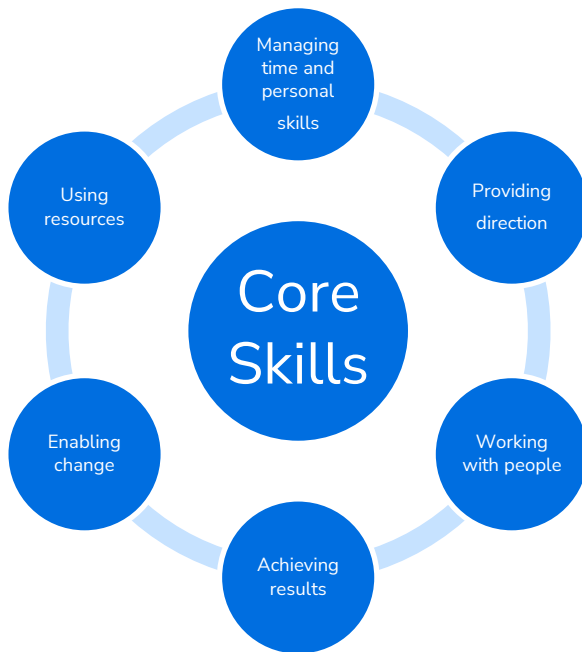 Managing
time and
personal
skills
Providing
direction
Working
with people
Achieving
results
Enabling
change
Using
resources
Core
Skills